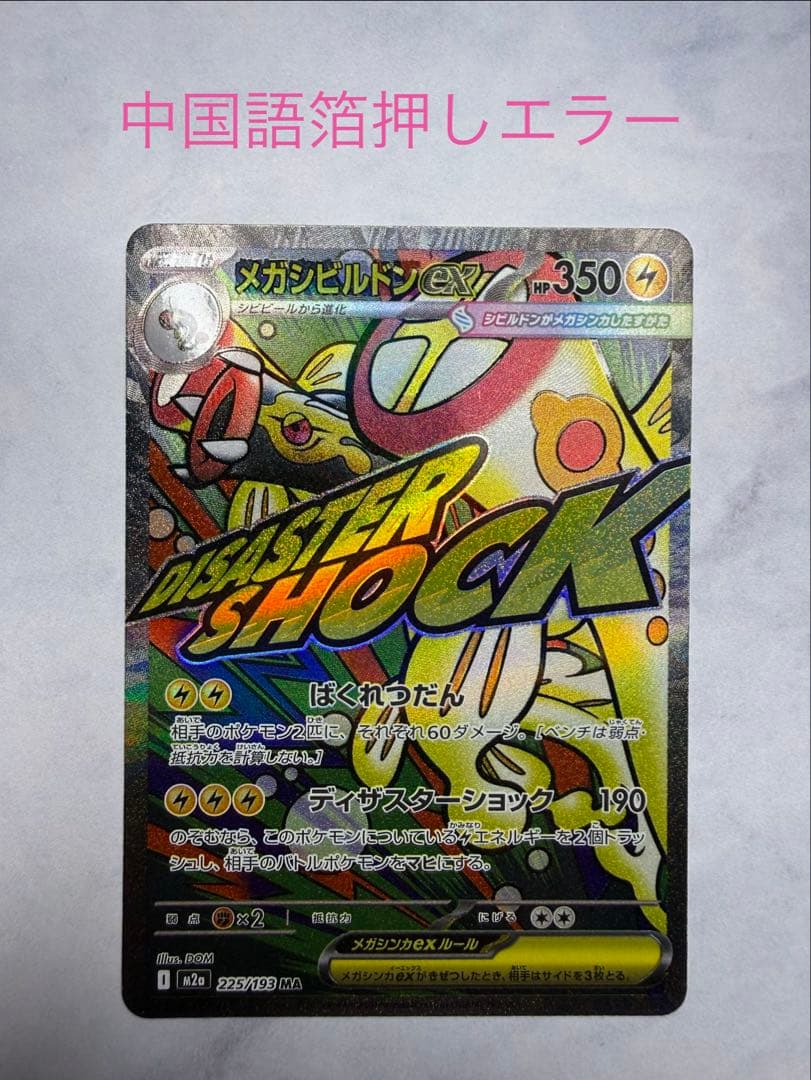 中国語箔押しエラー
メガシビルドンex HP350
シビビールから進化
シビルドンがメガシンカしたすがた
DISASTER
SHOCK
ばくれつだん
相手のポケモン2匹に、それぞれ60ダメージ。[ベンチは弱点・
抵抗力を計算しない。]
ディザスターショック 190
のぞむなら、このポケモンについているエネルギーを2個トラッ
シュし、相手のバトルポケモンをマヒにする。
弱点 ×2 抵抗力 にげる
メガシンカexルール
メガシンカexがきぜつしたとき、相手はサイドを3枚とる。
Illus. DOM
I M2a 225/193 MA